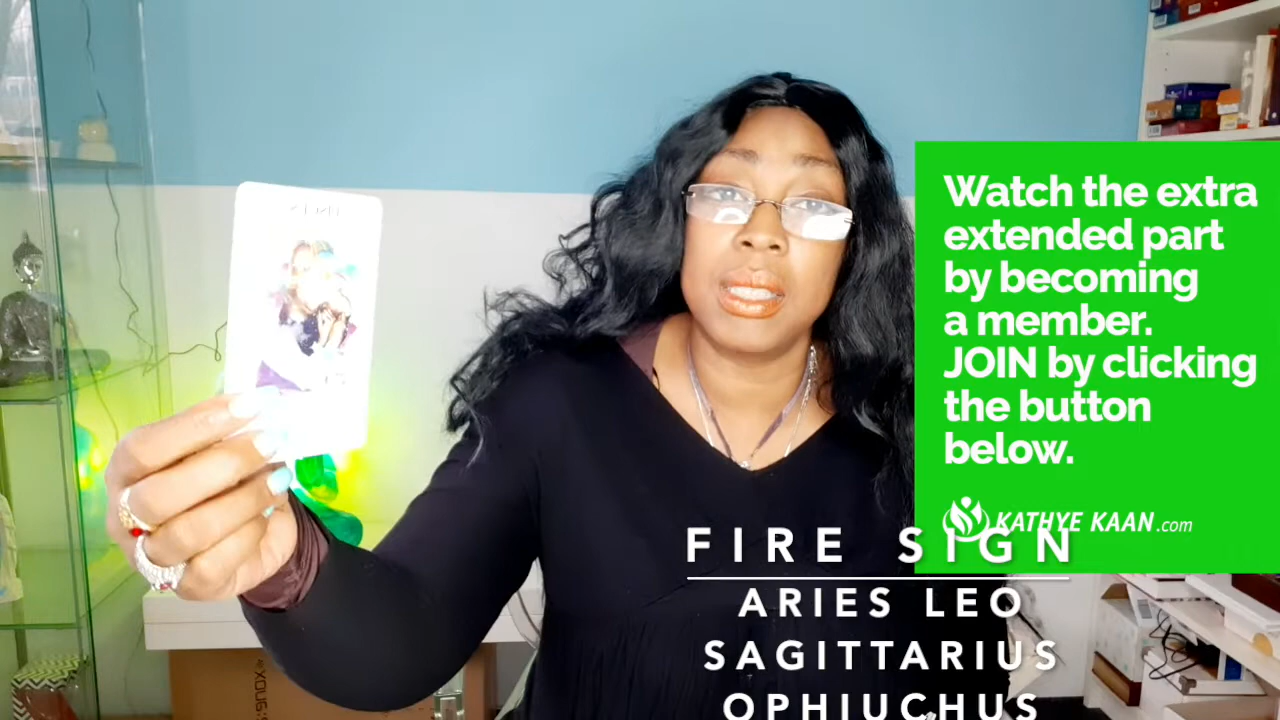 Watch the extra
extended part
by becoming
a member.
JOIN by clicking
the button
below.
KATHYE KAAN.com
FIRE SIGN
ARIES LEO
SAGITTARIUS
OPHIUCHUS